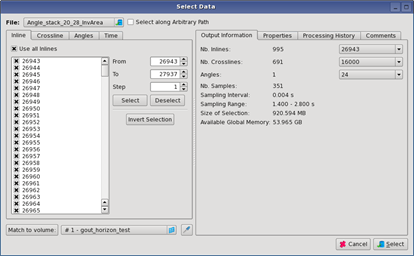 Select Data
File: Angle_stack_20_28_InvArea Select along Arbitrary Path
Inline Crossline Angles Time
Use all Inlines
26943
26944
26945
26946
26947
26948
26949
26950
26951
26952
26953
26954
26955
26956
26957
26958
26959
26960
26961
26962
26963
26964
26965
From 26943
To 27937
Step 1
Select Deselect
Invert Selection
Match to volume: # 1 - gout_horizon_test
Output Information Properties Processing History Comments
Nb. Inlines: 995 26943
Nb. Crosslines: 691 16000
Angles: 1 24
Nb. Samples: 351
Sampling Interval: 0.004 s
Sampling Range: 1.400 - 2.800 s
Size of Selection: 920.594 MB
Available Global Memory: 53.965 GB
Cancel Select